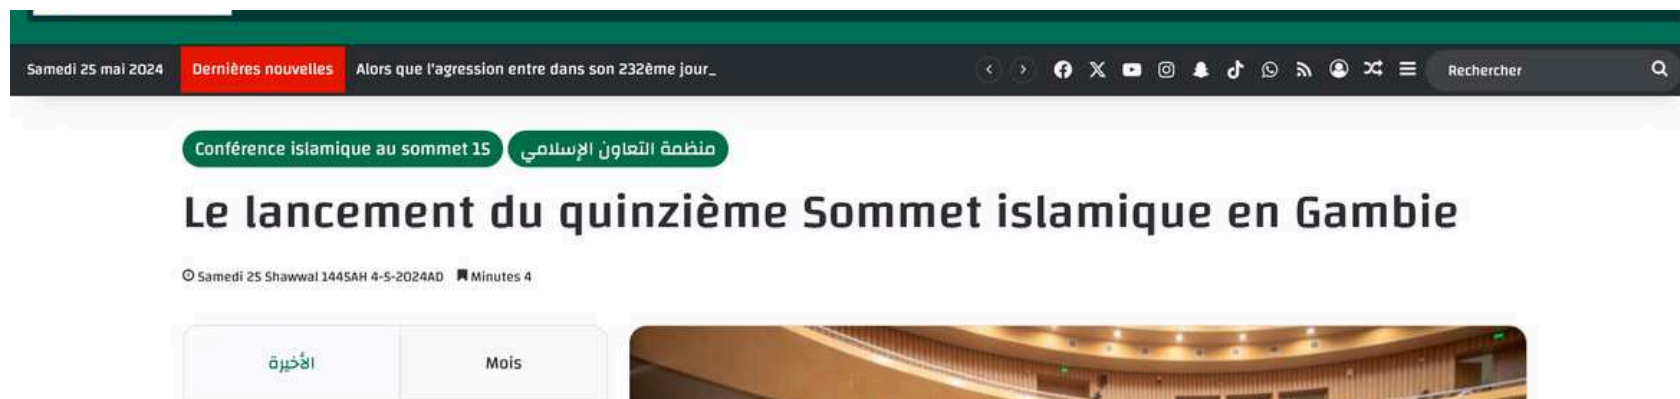 Samedi 25 mai 2024 Dernières nouvelles Alors que l'agression entre dans son 232ème jour_ Rechercher
Conférence islamique au sommet 15 منظمة التعاون الإسلامي
Le lancement du quinzième Sommet islamique en Gambie
Samedi 25 Shawwal 1445AH 4-5-2024AD Minutes 4
الأخيرة Mois